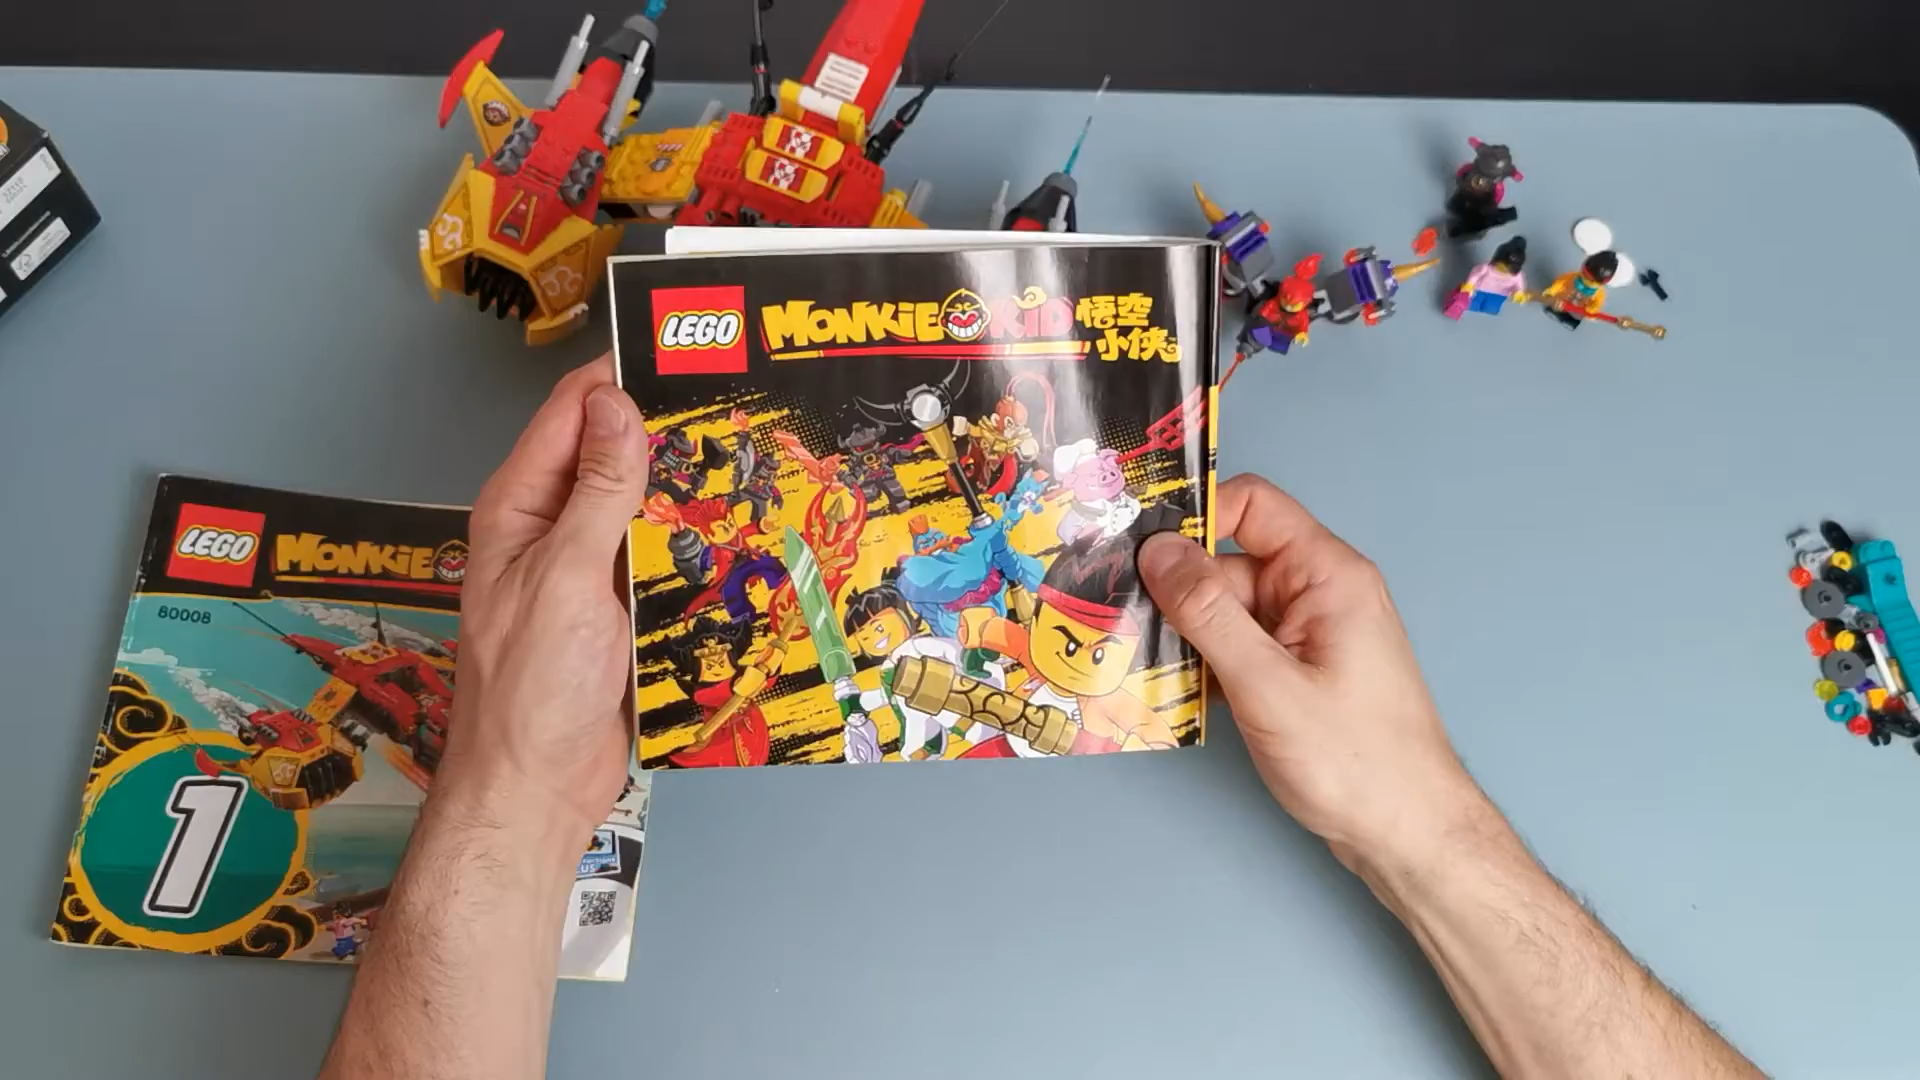 LEGO MONKIE KID 悟空
小侠
LEGO MONKIE
80008
1